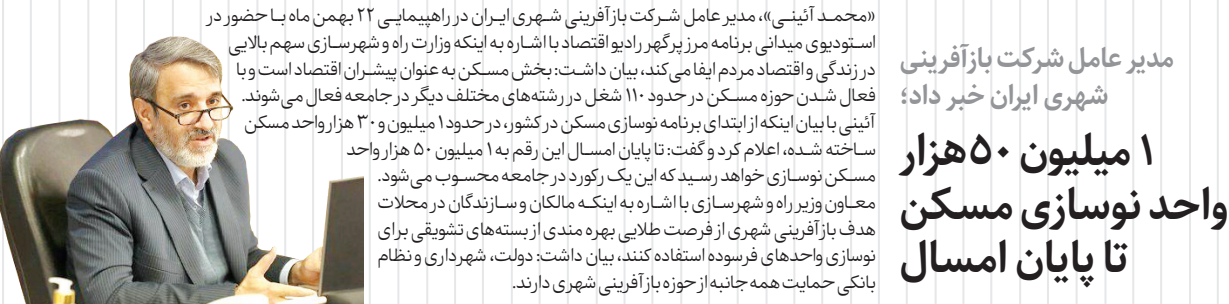 مدیر عامل شرکت بازآفرینی
شهری ایران خبر داد؛
۱ میلیون ۵۰هزار
واحد نوسازی مسکن
تا پایان امسال
«محمد آئینی»، مدیر عامل شرکت بازآفرینی شهری ایران در راهپیمایی ۲۲ بهمن ماه با حضور در
استودیوی میدانی برنامه مرز پرگهر رادیو اقتصاد با اشاره به اینکه وزارت راه و شهرسازی سهم بالایی
در زندگی و اقتصاد مردم ایفا می‌کند، بیان داشت: بخش مسکن به عنوان پیشران اقتصاد است و با
فعال شدن حوزه مسکن در حدود ۱۱۰ شغل در رشته‌های مختلف دیگر در جامعه فعال می‌شوند.
آئینی با بیان اینکه از ابتدای برنامه نوسازی مسکن در کشور، در حدود ۱ میلیون و ۳۰ هزار واحد مسکن
ساخته شده، اعلام کرد و گفت: تا پایان امسال این رقم به ۱ میلیون ۵۰ هزار واحد
مسکن نوسازی خواهد رسید که این یک رکورد در جامعه محسوب می‌شود.
معاون وزیر راه و شهرسازی با اشاره به اینکه مالکان و سازندگان در محلات
هدف بازآفرینی شهری از فرصت طلایی بهره مندی از بسته‌های تشویقی برای
نوسازی واحدهای فرسوده استفاده کنند، بیان داشت: دولت، شهرداری و نظام
بانکی حمایت همه جانبه از حوزه بازآفرینی شهری دارند.